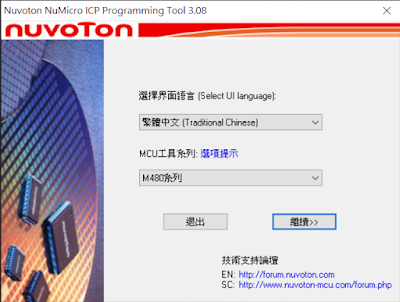 Nuvoton NuMicro ICP Programming Tool 3.08
nuvoTon
選擇界面語言 (Select UI language):
繁體中文 (Traditional Chinese)
MCU工具系列: 選項提示
M480系列
退出
繼續>>
技術支持論壇
EN: http://forum.nuvoton.com
SC: http://www.nuvoton-mcu.com/forum.php
nuvoTon